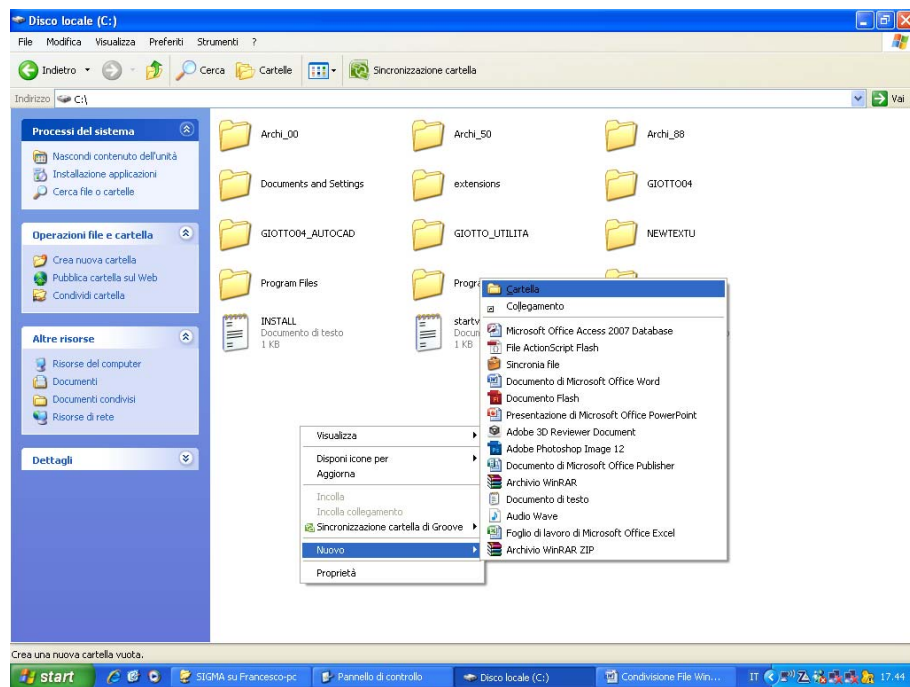 Disco locale (C:)
File Modifica Visualizza Preferiti Strumenti ?
Indietro Cerca Cartelle Sincronizzazione cartella
Indirizzo C:\ Vai
Processi del sistema
Nascondi contenuto dell'unità
Installazione applicazioni
Cerca file o cartelle
Operazioni file e cartella
Crea nuova cartella
Pubblica cartella sul Web
Condividi cartella
Altre risorse
Risorse del computer
Documenti
Documenti condivisi
Risorse di rete
Dettagli
Archi_00 Archi_50 Archi_88
Documents and Settings extensions GIOTTO04
GIOTTO04_AUTOCAD GIOTTO_UTILITA NEWTEXTU
Program Files
INSTALL
Documento di testo
1 KB
1 KB
Visualizza
Disponi icone per
Aggiorna
Incolla
Incolla collegamento
Sincronizzazione cartella di Groove
Nuovo
Proprietà
Cartella
Collegamento
Microsoft Office Access 2007 Database
File ActionScript Flash
Sincronia file
Documento di Microsoft Office Word
Documento Flash
Presentazione di Microsoft Office PowerPoint
Adobe 3D Reviewer Document
Adobe Photoshop Image 12
Documento di Microsoft Office Publisher
Archivio WinRAR
Documento di testo
Audio Wave
Foglio di lavoro di Microsoft Office Excel
Archivio WinRAR ZIP
Crea una nuova cartella vuota.
start SIGMA su Francesco-pc Pannello di controllo Disco locale (C:) Condivisione File Win... IT 17.44